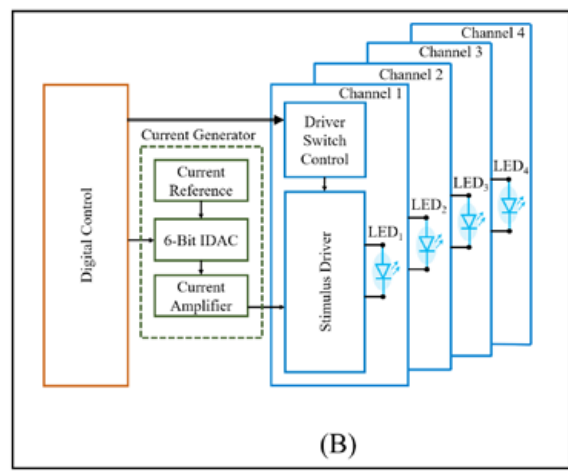 Channel 4
Channel 3
Channel 2
Channel 1
Digital Control
Current Generator
Current
Reference
6-Bit IDAC
Current
Amplifier
Driver
Switch
Control
Stimulus Driver
LED1
LED2
LED3
LED4
(B)